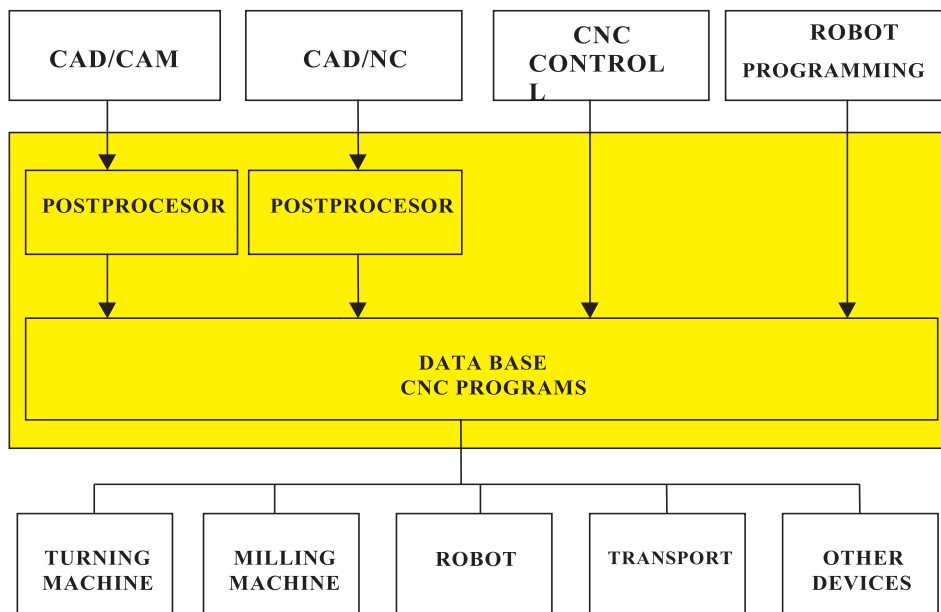 CAD/CAM
CAD/NC
CNC
CONTROL
L
ROBOT
PROGRAMMING
POSTPROCESOR
POSTPROCESOR
DATA BASE
CNC PROGRAMS
TURNING
MACHINE
MILLING
MACHINE
ROBOT
TRANSPORT
OTHER
DEVICES